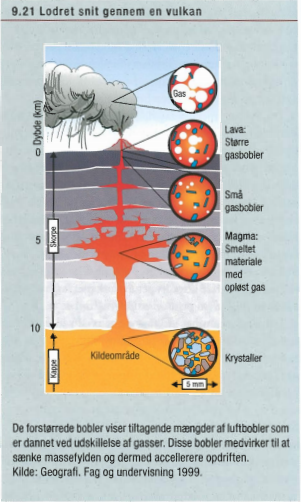 9.21 Lodret snit gennem en vulkan
Gas
Dybde (km)
Lava:
Større
gasbobler
0
Små
gasbobler
Skorpe
5
Magma:
Smeltet
materiale
med
opløst gas
10
Kappe
Kildeområde
Krystaller
5 mm
De forstørrede bobler viser tiltagende mængder af luftbobler som
er dannet ved udskillelse af gasser. Disse bobler medvirker til at
sænke massefylden og dermed accellerere opdriften.
Kilde: Geografi. Fag og undervisning 1999.